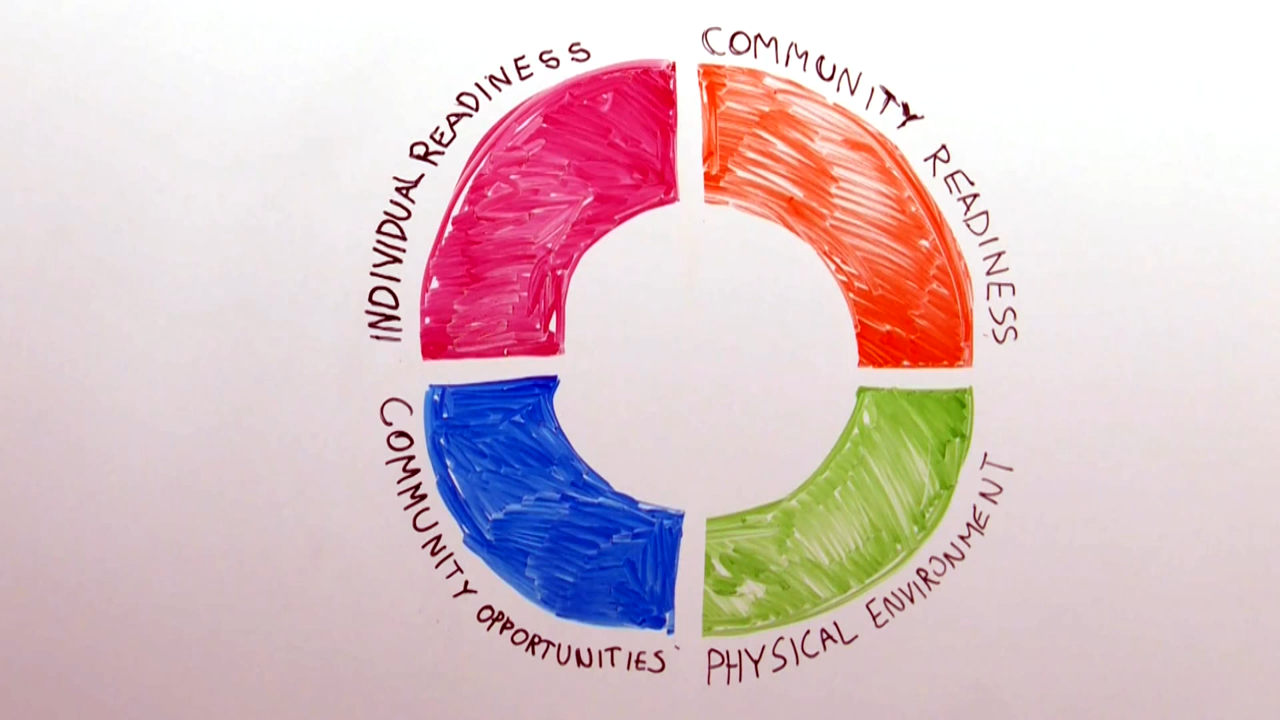 INDIVIDUAL READINESS
COMMUNITY READINESS
COMMUNITY OPPORTUNITIES
PHYSICAL ENVIRONMENT